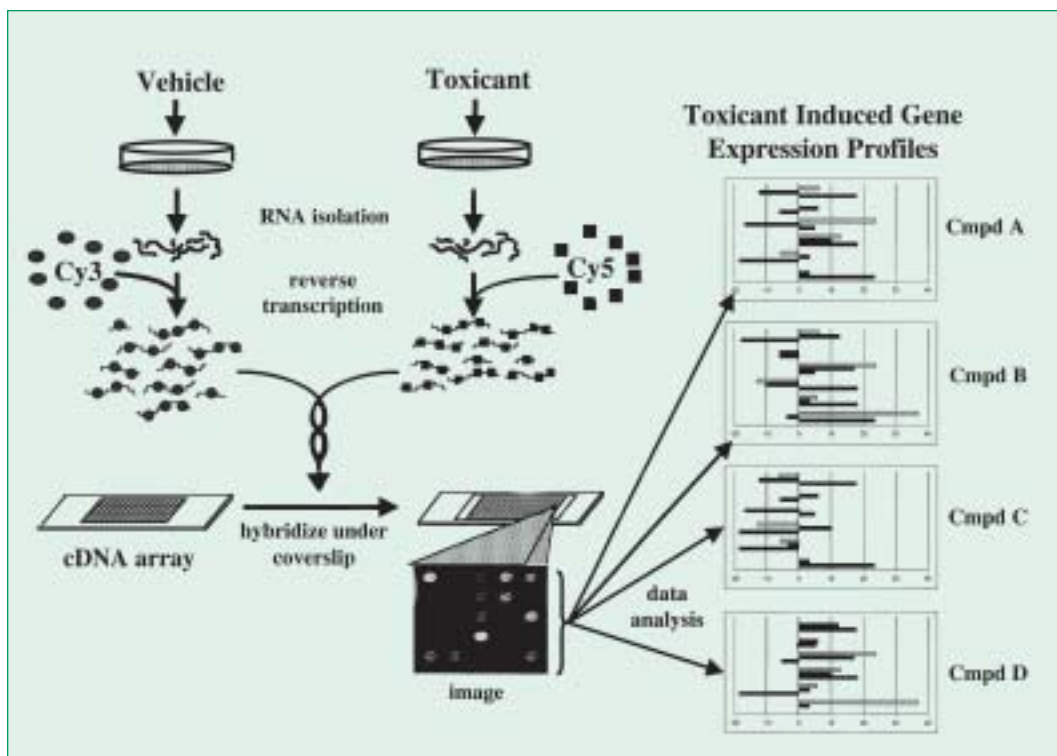 Vehicle
Toxicant
Toxicant Induced Gene
Expression Profiles
RNA isolation
Cmpd A
Cy3
Cy5
reverse
transcription
Cmpd B
cDNA array
hybridize under
coverslip
Cmpd C
data
analysis
image
Cmpd D